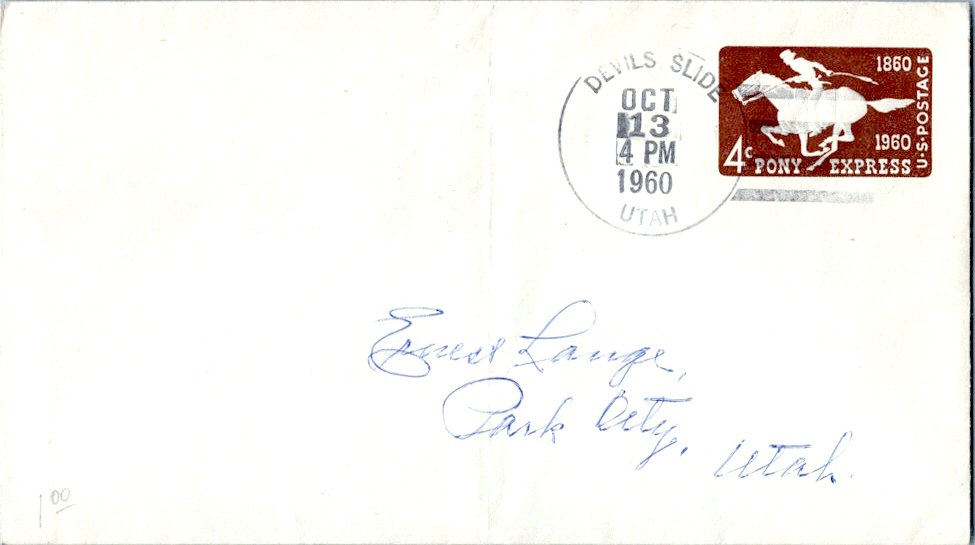 DEVILS SLIDE
OCT
13
4 PM
1960
UTAH
1860
1960
4c PONY EXPRESS
U.S. POSTAGE
Ernest Lange,
Park City, Utah.
1 00